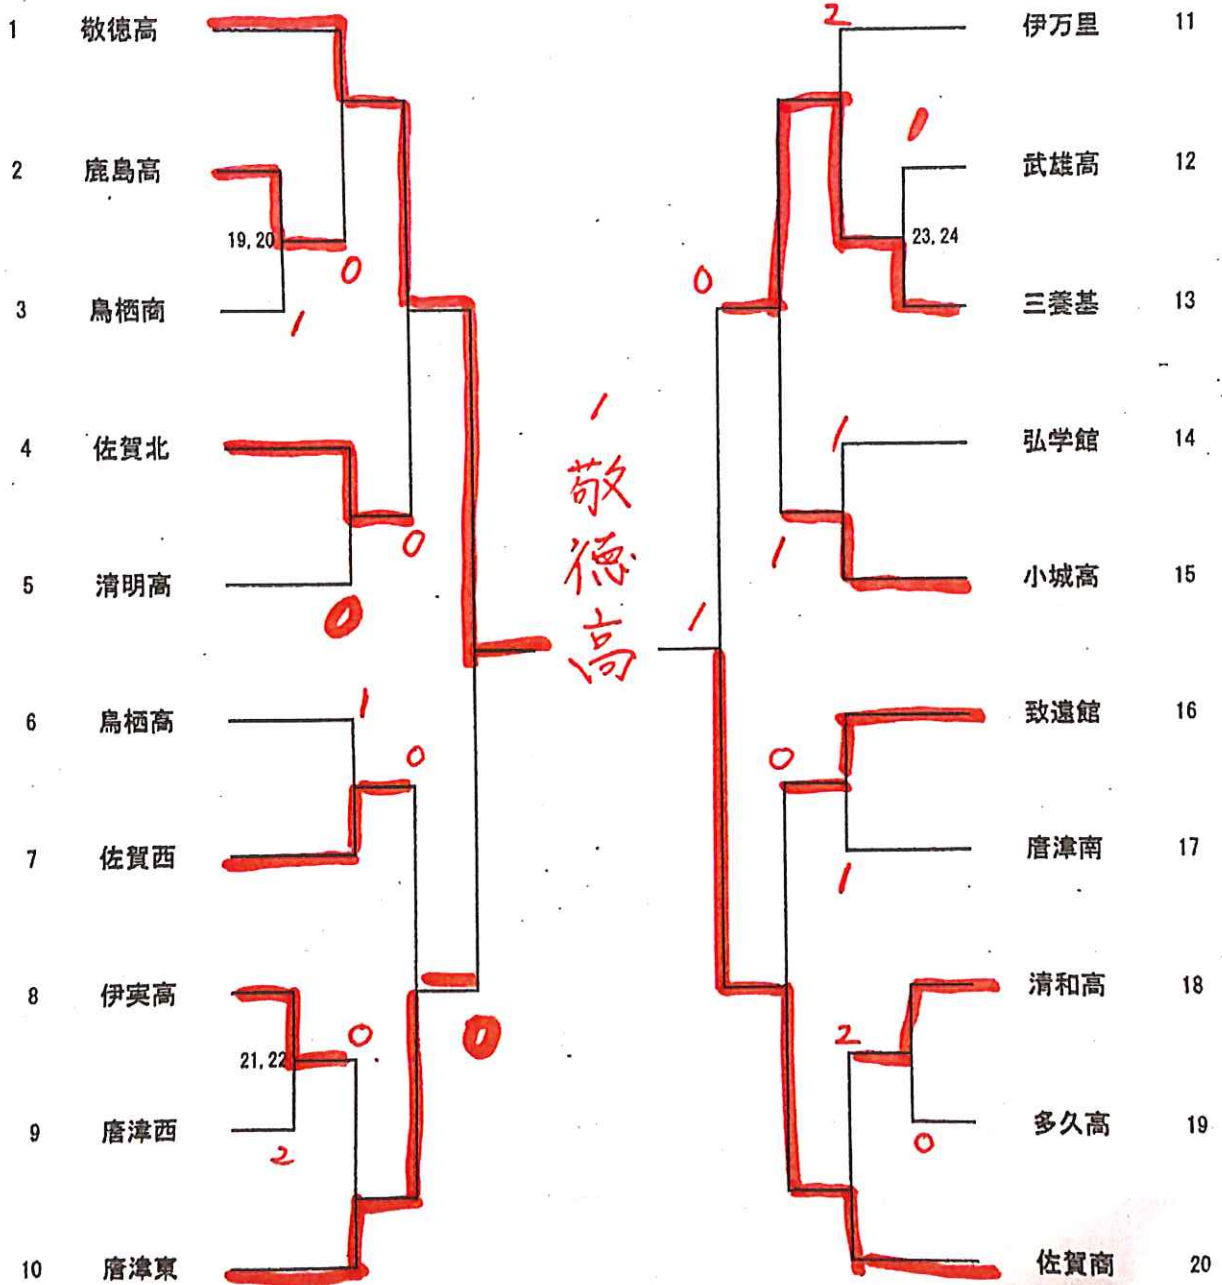 1 敬徳高
2 鹿島高
19,20
0
3 鳥栖商
1
4 佐賀北
0
5 清明高
0
6 鳥栖高
1
0
7 佐賀西
8 伊実高
21,22
0
0
9 唐津西
2
10 唐津東
1
敬徳高
2
伊万里 11
1
武雄高 12
23,24
0
三養基 13
1
弘学館 14
1
小城高 15
1
致遠館 16
0
唐津南 17
1
清和高 18
2
多久高 19
0
佐賀商 20